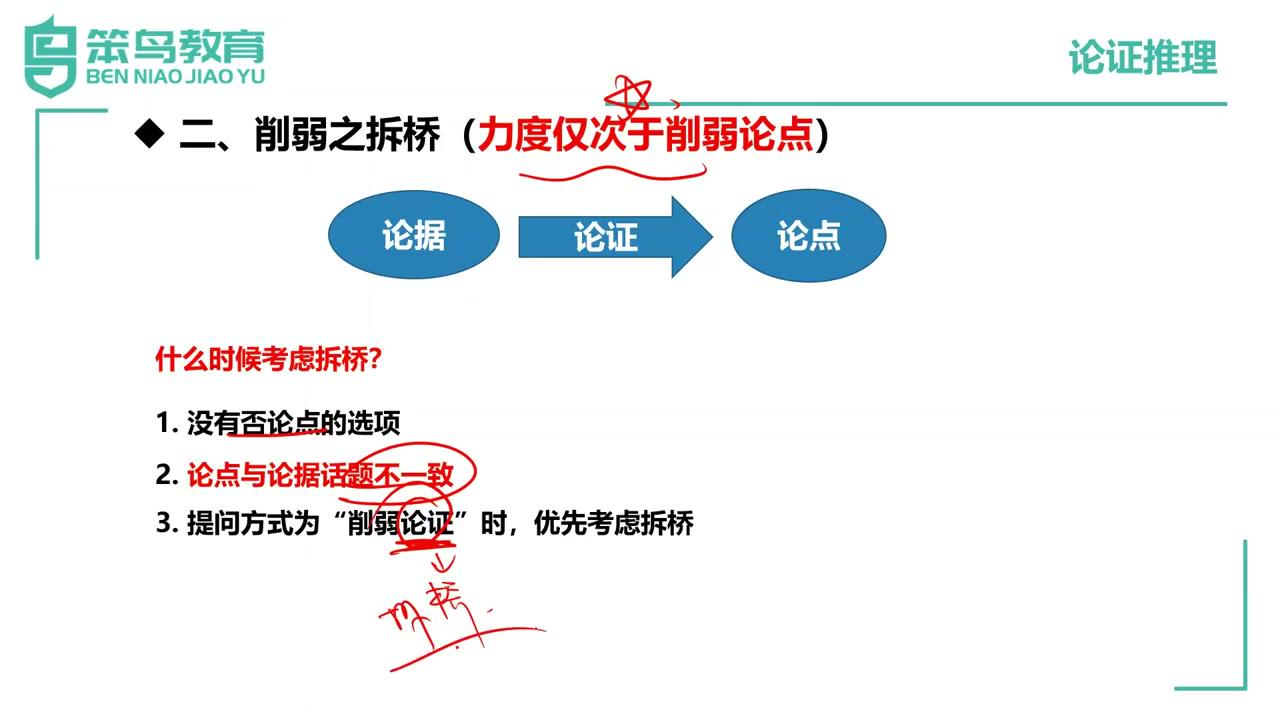 笨鸟教育
BEN NIAO JIAO YU
论证推理
◆ 二、削弱之拆桥（力度仅次于削弱论点）
论据
论证
论点
什么时候考虑拆桥?
1. 没有否论点的选项
2. 论点与论据话题不一致
3. 提问方式为“削弱论证”时，优先考虑拆桥